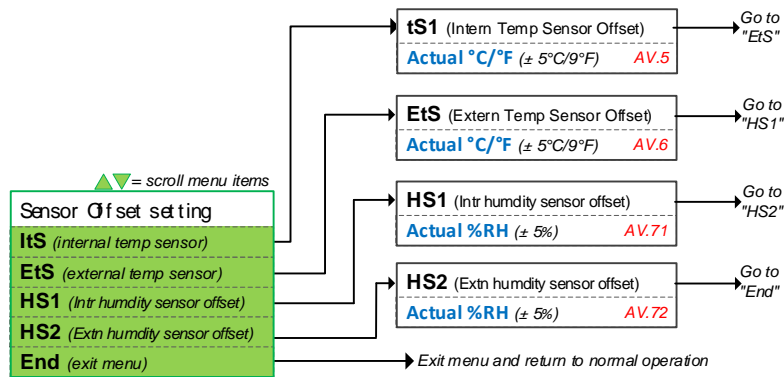 tS1 (Intern Temp Sensor Offset)
Actual °C/°F (± 5°C/9°F) AV.5
Go to
"EtS"
EtS (Extern Temp Sensor Offset)
Actual °C/°F (± 5°C/9°F) AV.6
Go to
"HS1"
= scroll menu items
Sensor Offset setting
ItS (internal temp sensor)
EtS (external temp sensor)
HS1 (Intr humdity sensor offset)
HS2 (Extn humdity sensor offset)
End (exit menu)
HS1 (Intr humidity sensor offset)
Actual %RH (± 5%) AV.71
Go to
"HS2"
HS2 (Extn humidity sensor offset)
Actual %RH (± 5%) AV.72
Go to
"End"
Exit menu and return to normal operation